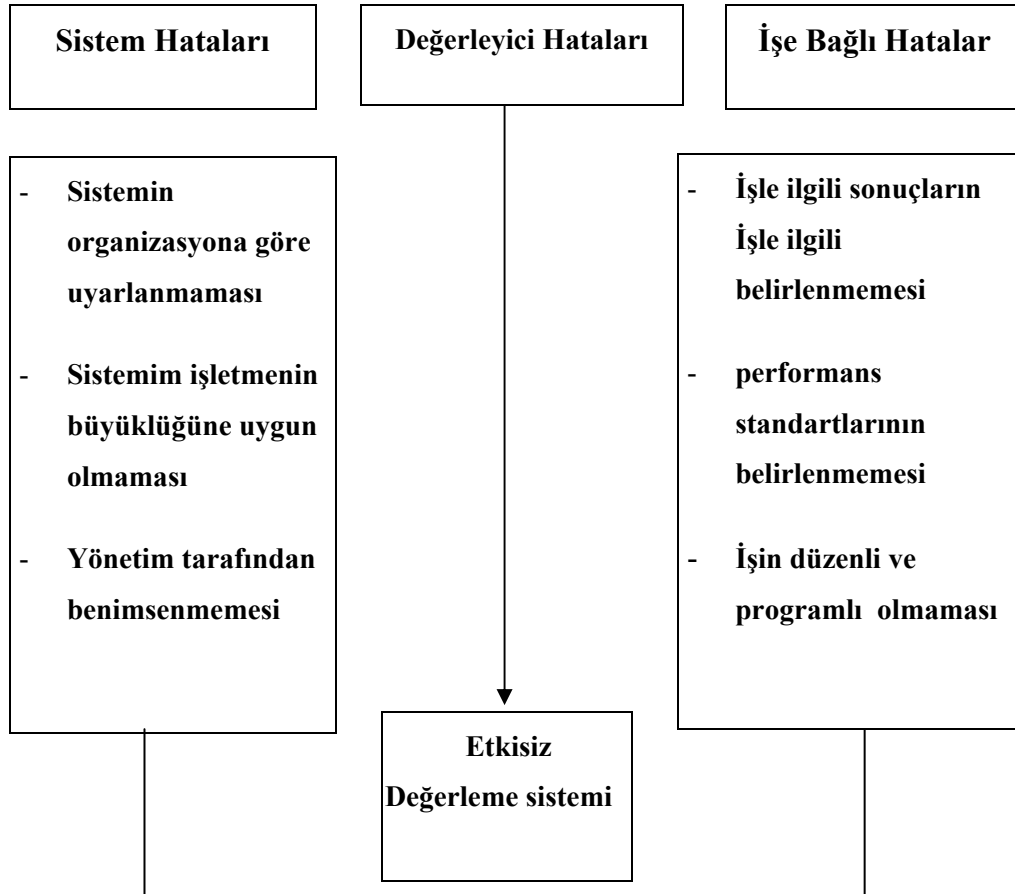 Sistem Hataları
Değerleyici Hataları
İşe Bağlı Hatalar
- Sistemin
organizasyona göre
uyarlanmaması
- Sistemim işletmenin
büyüklüğüne uygun
olmaması
- Yönetim tarafından
benimsenmemesi
- İşle ilgili sonuçların
İşle ilgili
belirlenmemesi
- performans
standartlarının
belirlenmemesi
- İşin düzenli ve
programlı olmaması
Etkisiz
Değerleme sistemi